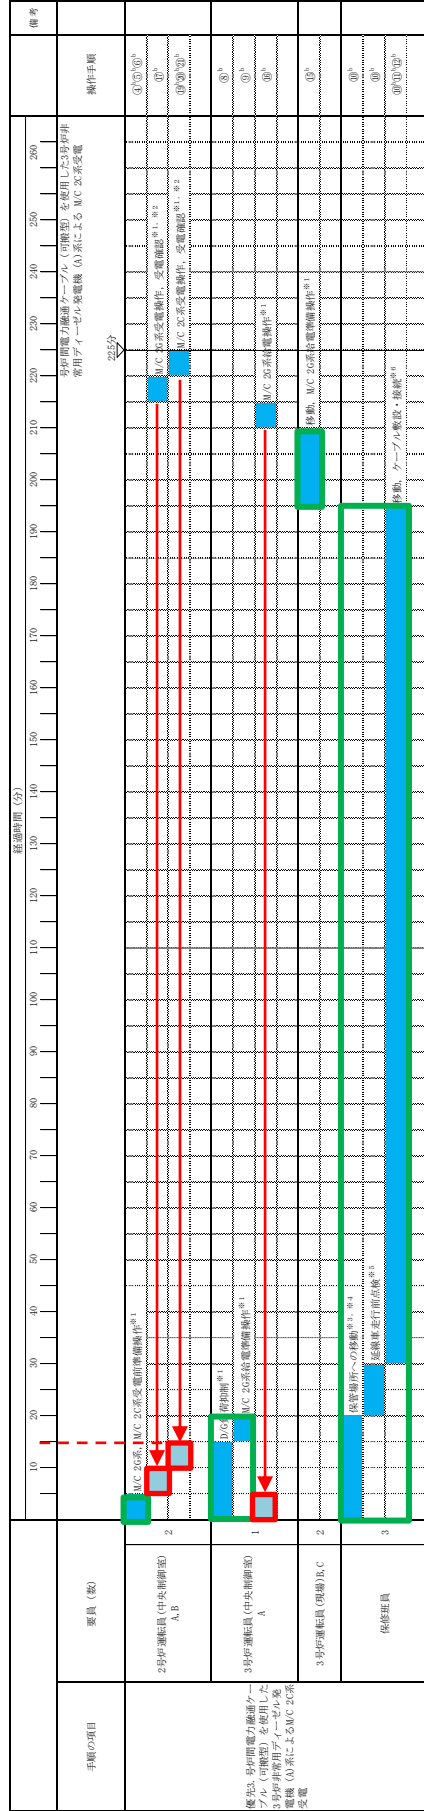 経過時間（分）
備考
手順の項目
要員（数）
10
20
30
40
50
60
70
80
90
100
110
120
130
140
150
160
170
180
190
200
210
220
230
240
250
260
操作手順
号炉間電力融通ケーブル（可搬型）を使用した3号炉非
常用ディーゼル発電機（A)系による M/C 2C系受電
225分
優先3. 号炉間電力融通ケー
ブル（可搬型）を使用した
3号炉非常用ディーゼル発
電機（A)系によるM/C 2C系
受電
2号炉運転員(中央制御室)
A,B
2
M/C 2G系, M/C 2C系受電前準備操作※1
④ᵇ⑤ᵇ⑥ᵇ
M/C 2G系受電操作, 受電確認※1, ※2
⑰ᵇ
M/C 2C系受電操作, 受電確認※1, ※2
⑲ᵇ⑳ᵇ㉑ᵇ
3号炉運転員(中央制御室)
A
1
D/G負荷抑制※1
⑧ᵇ
M/C 2G系給電準備操作※1
⑨ᵇ
M/C 2G系給電操作※1
⑯ᵇ
3号炉運転員(現場)B,C
2
移動, M/C 2G系給電準備操作※1
⑮ᵇ
保修班員
3
保管場所への移動※3, ※4
⑩ᵇ
延線車走行前点検※5
⑩ᵇ
移動, ケーブル敷設・接続※6
⑩ᵇ⑪ᵇ⑫ᵇ